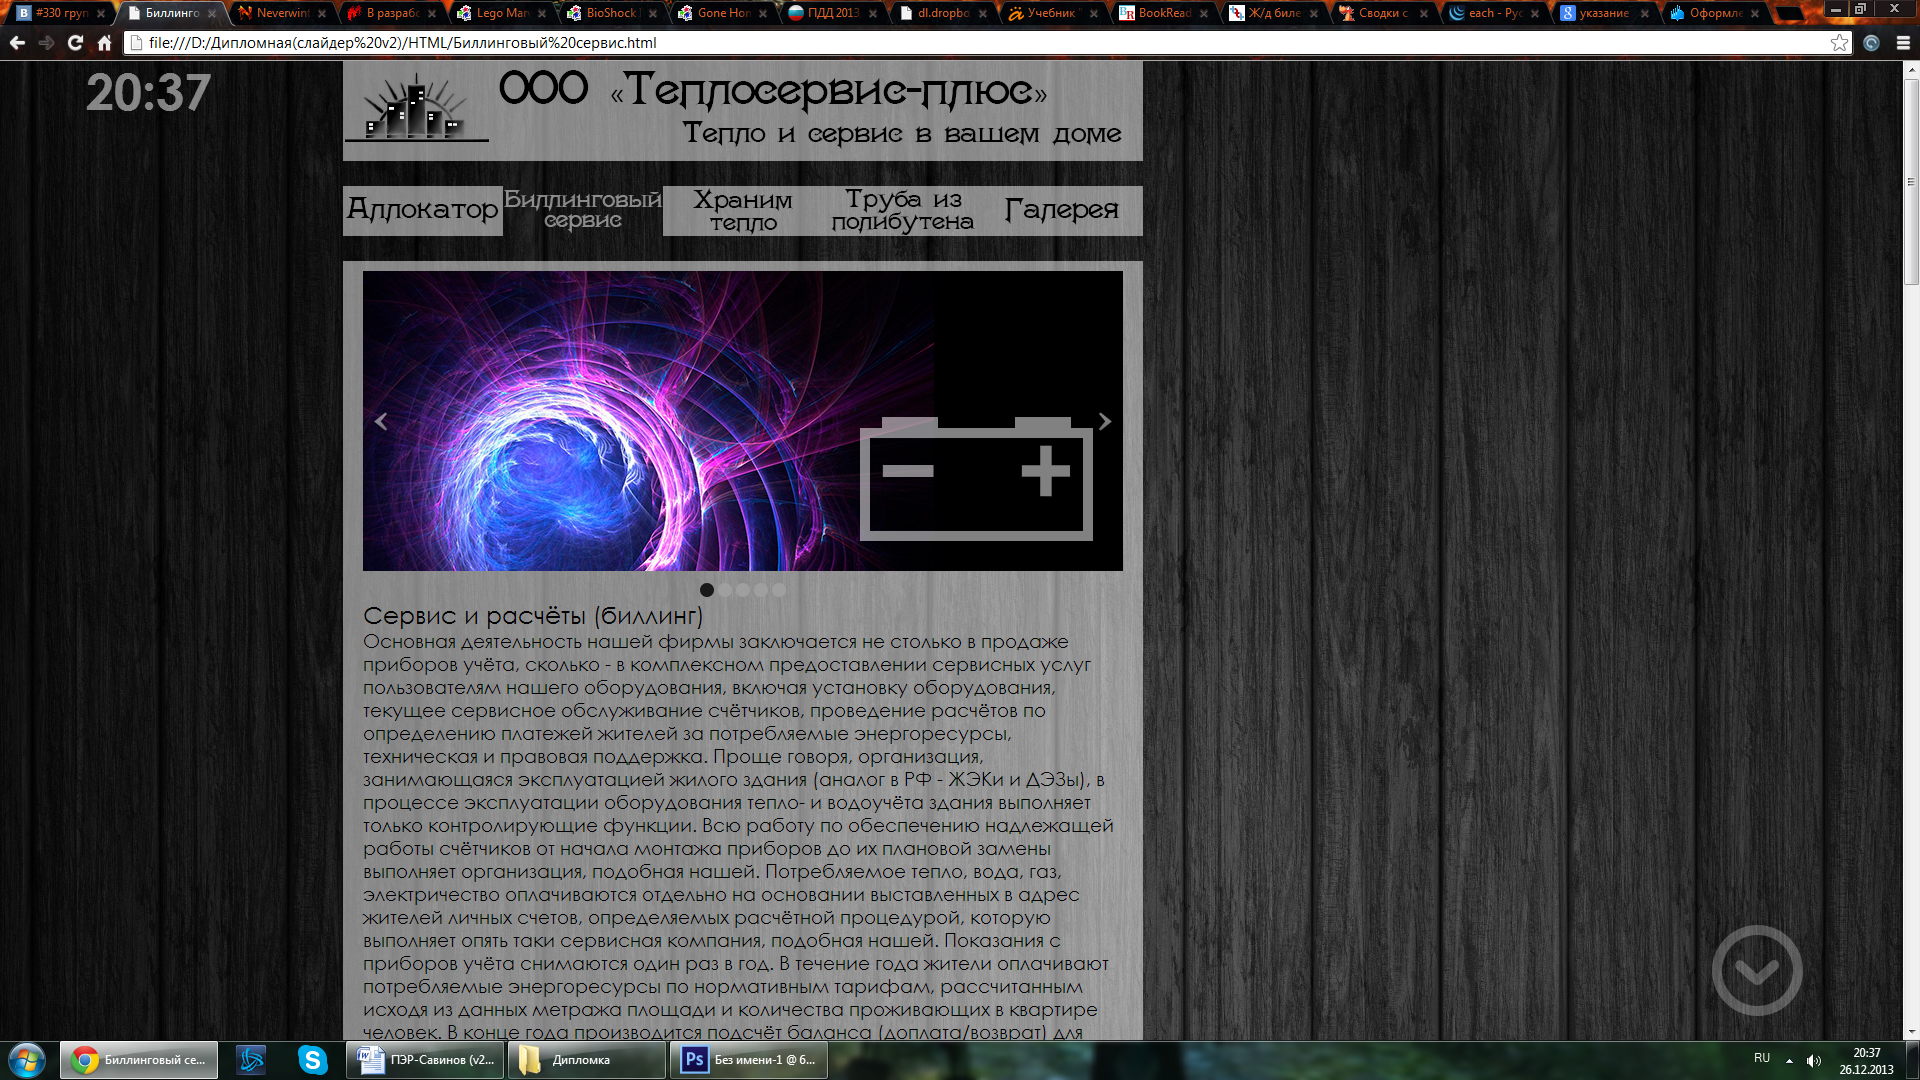 #330 груп
Биллинго
Neverwint
В разрабо
Lego Mar
BioShock
Gone Hom
ПДД 2013
dl.dropbo
Учебник
BookRead
Ж/д биле
Сводки с
each - Рус
указание
Оформле
file:///D:/Дипломная(слайдер%20v2)/HTML/Биллинговый%20сервис.html
20:37
ООО «Теплосервис-плюс»
Тепло и сервис в вашем доме
Аллокатор
Биллинговый
сервис
Храним
тепло
Труба из
полибутена
Галерея
Сервис и расчёты (биллинг)
Основная деятельность нашей фирмы заключается не столько в продаже
приборов учёта, сколько - в комплексном предоставлении сервисных услуг
пользователям нашего оборудования, включая установку оборудования,
текущее сервисное обслуживание счётчиков, проведение расчётов по
определению платежей жителей за потребляемые энергоресурсы,
техническая и правовая поддержка. Проще говоря, организация,
занимающаяся эксплуатацией жилого здания (аналог в РФ - ЖЭКи и ДЭЗы), в
процессе эксплуатации оборудования тепло- и водоучёта здания выполняет
только контролирующие функции. Всю работу по обеспечению надлежащей
работы счётчиков от начала монтажа приборов до их плановой замены
выполняет организация, подобная нашей. Потребляемое тепло, вода, газ,
электричество оплачиваются отдельно на основании выставленных в адрес
жителей личных счетов, определяемых расчётной процедурой, которую
выполняет опять таки сервисная компания, подобная нашей. Показания с
приборов учёта снимаются один раз в год. В течение года жители оплачивают
потребляемые энергоресурсы по нормативным тарифам, рассчитанным
исходя из данных метража площади и количества проживающих в квартире
человек. В конце года производится подсчёт баланса (доплата/возврат) для
Биллинговый се...
ПЭР-Савинов (v2...
Дипломка
Ps
Без имени-1 @ 6...
RU
20:37
26.12.2013